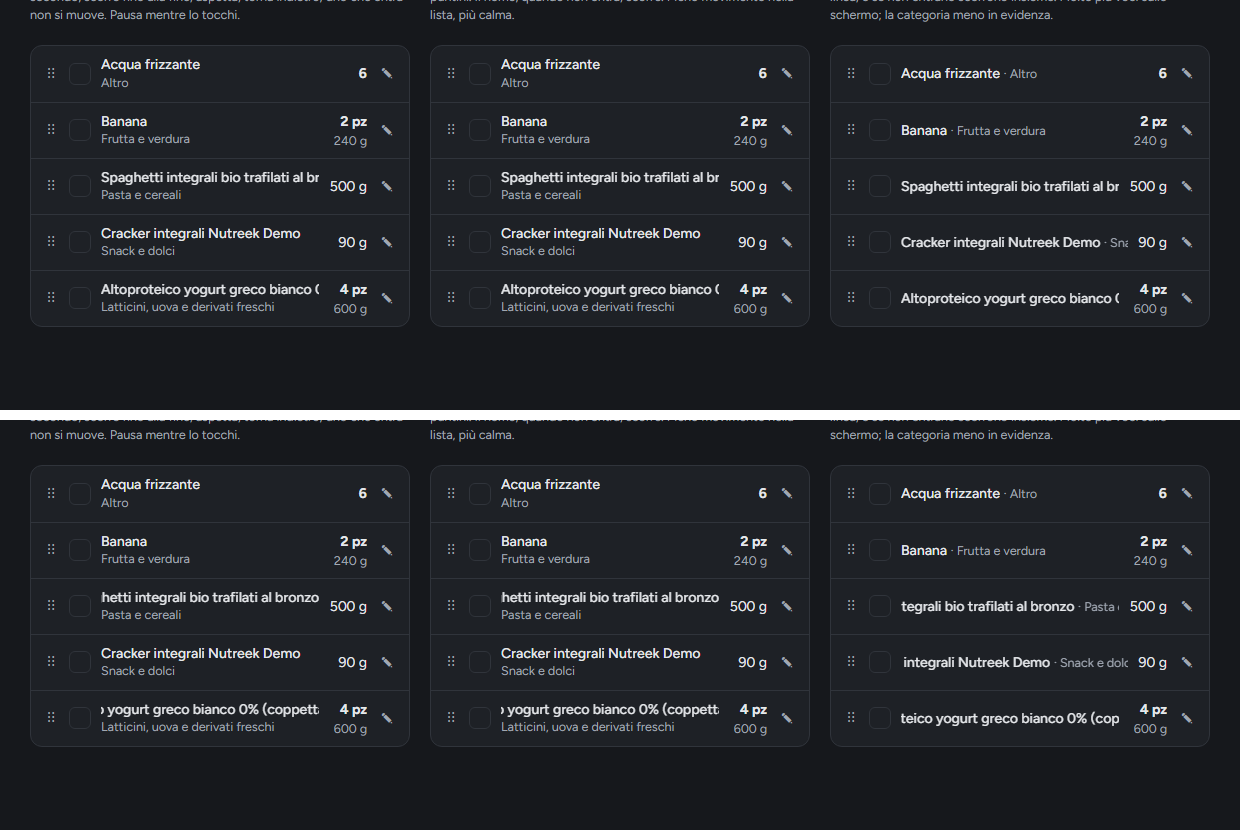 non si muove. Pausa mentre lo tocchi.
lista, più calma.
schermo; la categoria meno in evidenza.
Acqua frizzante
Altro
6
Banana
Frutta e verdura
2 pz
240 g
Spaghetti integrali bio trafilati al br
Pasta e cereali
500 g
Cracker integrali Nutreek Demo
Snack e dolci
90 g
Altoproteico yogurt greco bianco
Latticini, uova e derivati freschi
4 pz
600 g
Acqua frizzante
Altro
6
Banana
Frutta e verdura
2 pz
240 g
Spaghetti integrali bio trafilati al br
Pasta e cereali
500 g
Cracker integrali Nutreek Demo
Snack e dolci
90 g
Altoproteico yogurt greco bianco
Latticini, uova e derivati freschi
4 pz
600 g
Acqua frizzante · Altro
6
Banana · Frutta e verdura
2 pz
240 g
Spaghetti integrali bio trafilati al br
500 g
Cracker integrali Nutreek Demo · Sna
90 g
Altoproteico yogurt greco bianco
4 pz
600 g
non si muove. Pausa mentre lo tocchi.
lista, più calma.
schermo; la categoria meno in evidenza.
Acqua frizzante
Altro
6
Banana
Frutta e verdura
2 pz
240 g
hetti integrali bio trafilati al bronzo
Pasta e cereali
500 g
Cracker integrali Nutreek Demo
Snack e dolci
90 g
yogurt greco bianco 0% (coppett
Latticini, uova e derivati freschi
4 pz
600 g
Acqua frizzante
Altro
6
Banana
Frutta e verdura
2 pz
240 g
hetti integrali bio trafilati al bronzo
Pasta e cereali
500 g
Cracker integrali Nutreek Demo
Snack e dolci
90 g
yogurt greco bianco 0% (coppett
Latticini, uova e derivati freschi
4 pz
600 g
Acqua frizzante · Altro
6
Banana · Frutta e verdura
2 pz
240 g
tegrali bio trafilati al bronzo · Pasta
500 g
integrali Nutreek Demo · Snack e dolc
90 g
teico yogurt greco bianco 0% (cop
4 pz
600 g